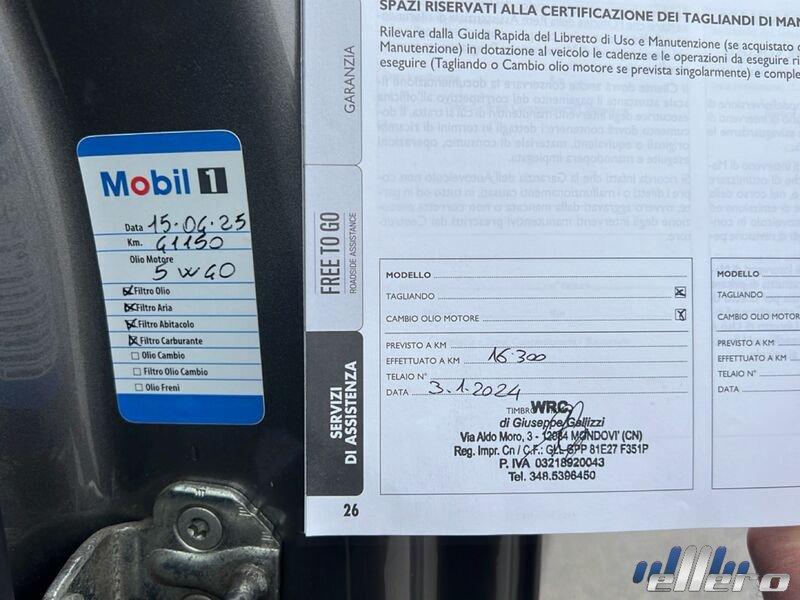 Mobil 1
Data 15.04.25
Km. 41150
Olio Motore
5W40
Filtro Olio
Filtro Aria
Filtro Abitacolo
Filtro Carburante
Olio Cambio
Filtro Olio Cambio
Olio Freni
GARANZIA
FREE TO GO
ROADSIDE ASSISTANCE
SERVIZI
DI ASSISTENZA
SPAZI RISERVATI ALLA CERTIFICAZIONE DEI TAGLIANDI DI MAN
Rilevare dalla Guida Rapida del Libretto di Uso e Manutenzione (se acquistato
Manutenzione) in dotazione al veicolo le cadenze e le operazioni da eseguire
eseguire (Tagliando o Cambio olio motore se prevista singolarmente) e comple
MODELLO
TAGLIANDO
CAMBIO OLIO MOTORE
PREVISTO A KM
EFFETTUATO A KM 16.300
TELAIO N°
DATA 3.1.2024
TIMBRO WRC
di Giuseppe Gallizzi
Via Aldo Moro, 3 - 12084 MONDOVI' (CN)
Reg. Impr. Cn / C.F.: GLL GPP 81E27 F351P
P. IVA 03218920043
Tel. 348.5396450
26
MODELLO
TAGLIANDO
CAMBIO OLIO MOTOR
PREVISTO A KM
EFFETTUATO A KM
TELAIO N°
DATA
ellero